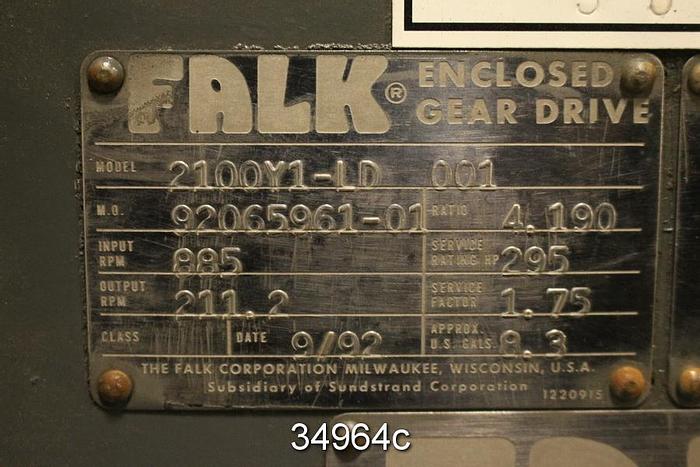 FALK® ENCLOSED
GEAR DRIVE
MODEL 2100Y1-LD 001
M.O. 92065961-01 RATIO 4.190
INPUT RPM 885 SERVICE RATING HP 295
OUTPUT RPM 211.2 SERVICE FACTOR 1.75
CLASS DATE 9/92 APPROX. U.S. GALS. 8.3
THE FALK CORPORATION MILWAUKEE, WISCONSIN, U.S.A.
Subsidiary of Sundstrand Corporation 1220915
34964c